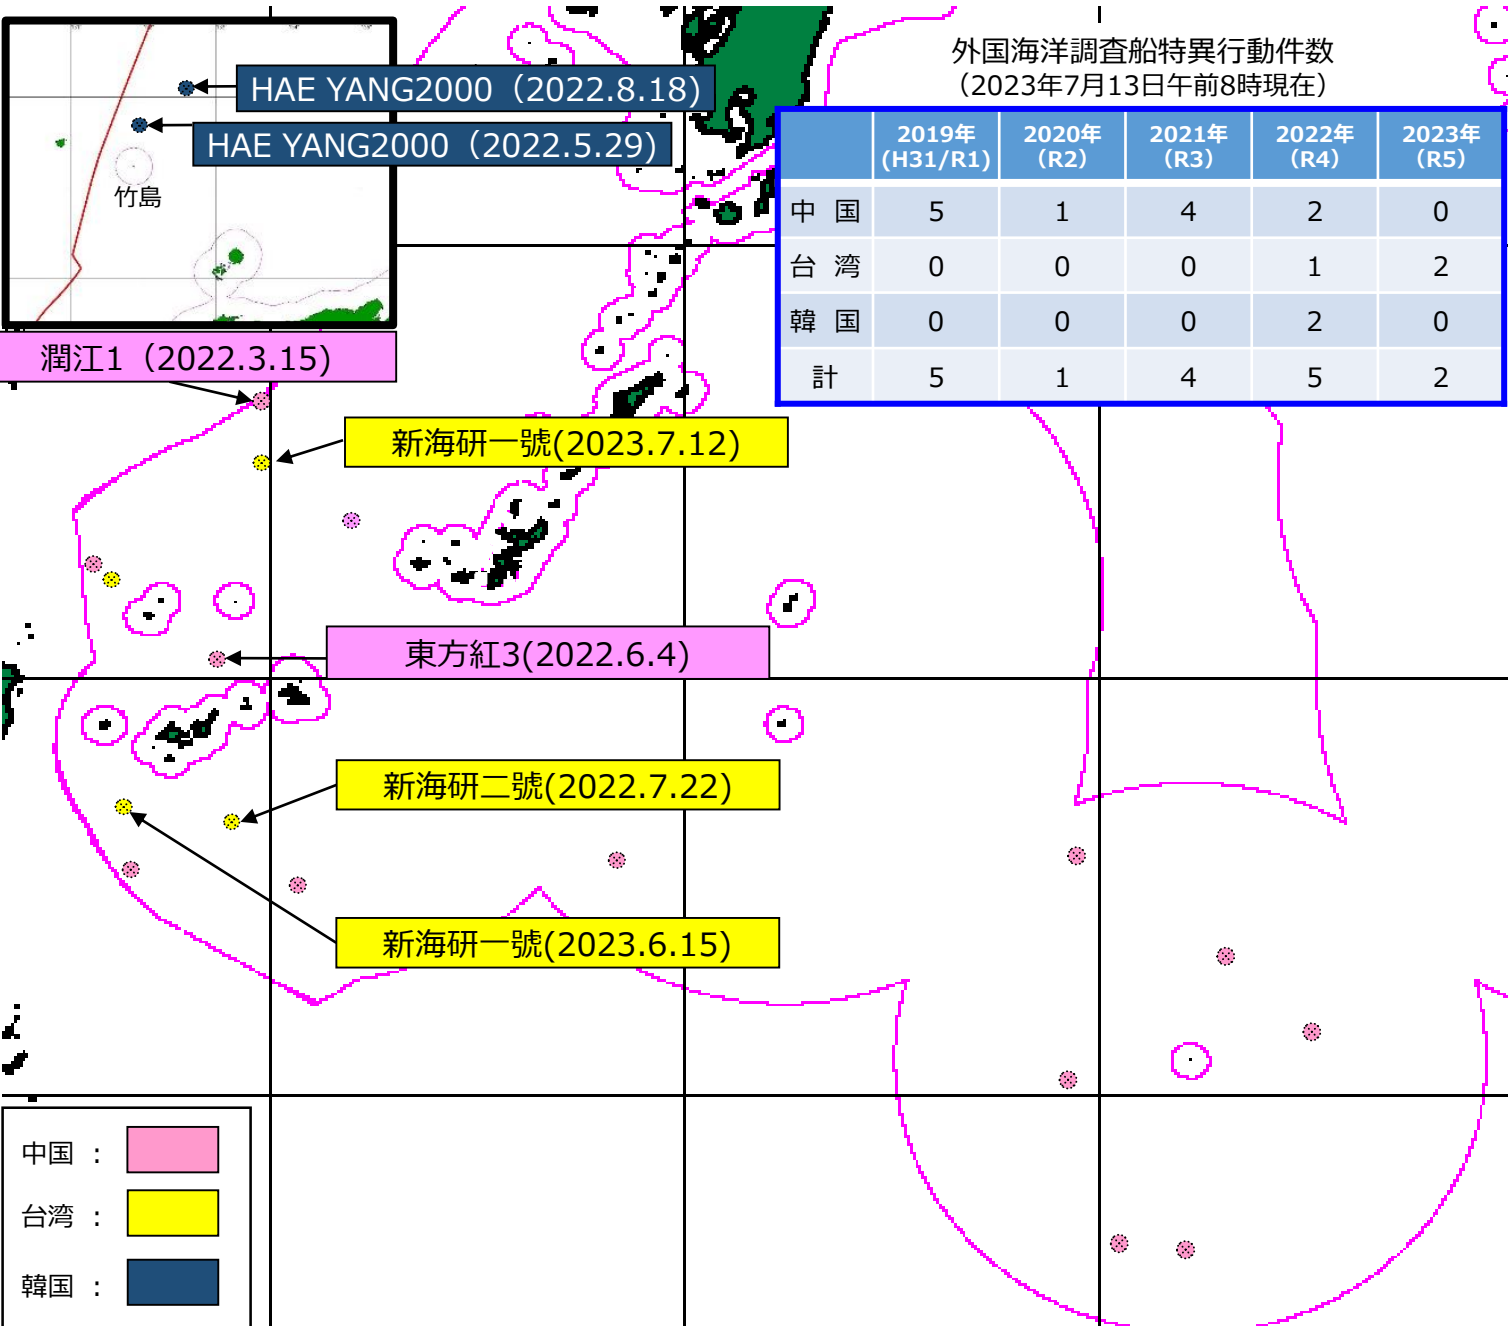 HAE YANG2000（2022.8.18）
HAE YANG2000（2022.5.29）
竹島
外国海洋調査船特異行動件数
（2023年7月13日午前8時現在）
2019年 2020年 2021年 2022年 2023年
(H31/R1) （R2） （R3） （R4） （R5）
中 国 5 1 4 2 0
台 湾 0 0 0 1 2
韓 国 0 0 0 2 0
計 5 1 4 5 2
潤江1（2022.3.15）
新海研一號(2023.7.12)
東方紅3(2022.6.4)
新海研二號(2022.7.22)
新海研一號(2023.6.15)
中国 ：
台湾 ：
韓国 ：